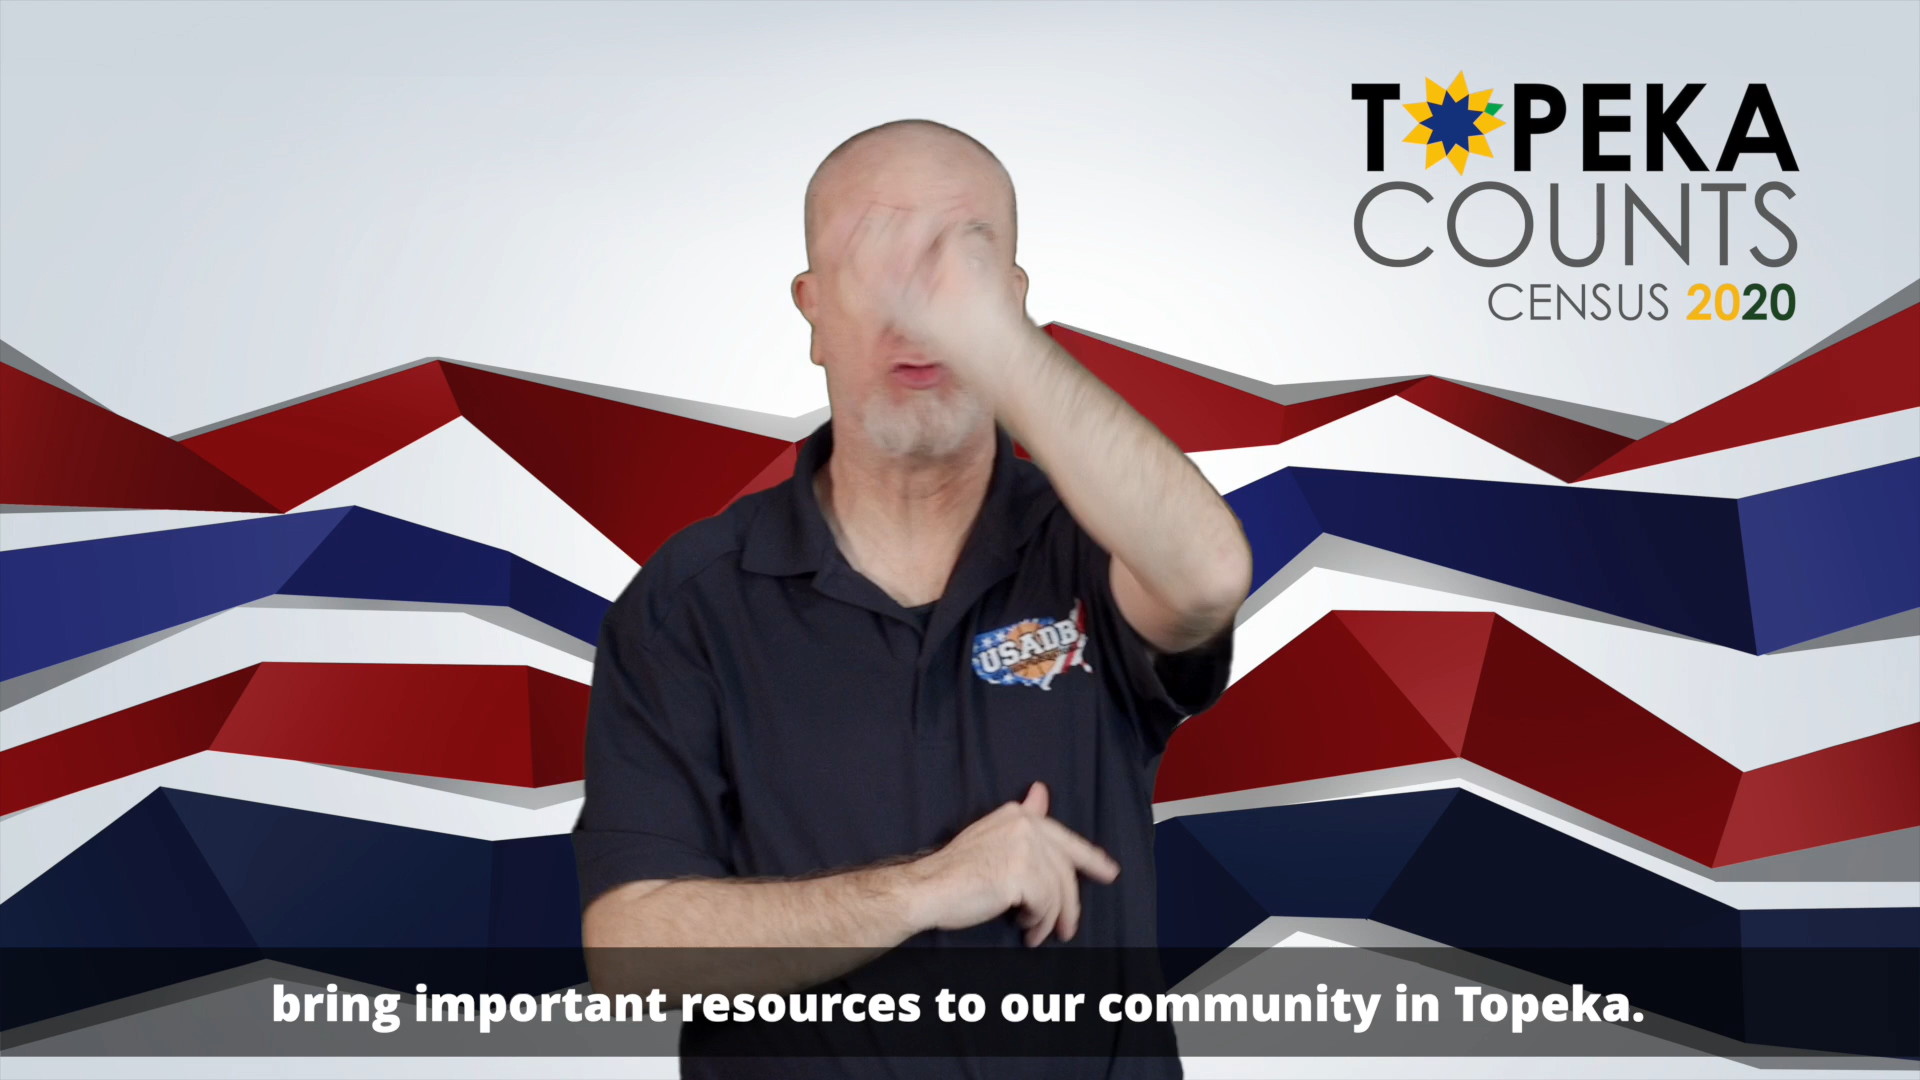 TOPEKA
COUNTS
CENSUS 2020
USADB
bring important resources to our community in Topeka.